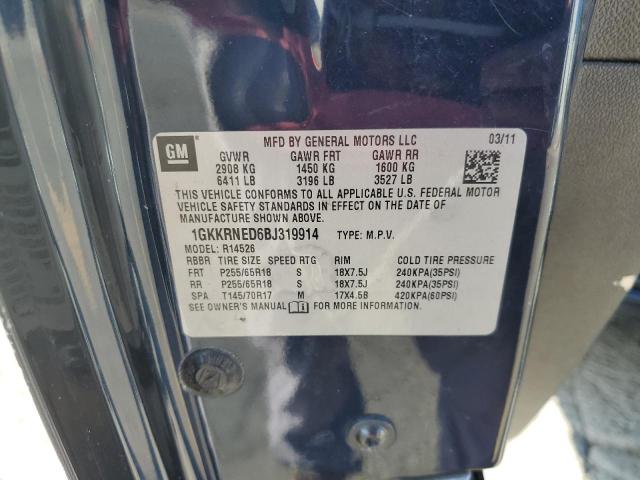 GM
MFD BY GENERAL MOTORS LLC 03/11
GVWR GAWR FRT GAWR RR
2908 KG 1450 KG 1600 KG
6411 LB 3196 LB 3527 LB
THIS VEHICLE CONFORMS TO ALL APPLICABLE U.S. FEDERAL MOTOR
VEHICLE SAFETY STANDARDS IN EFFECT ON THE DATE OF
MANUFACTURE SHOWN ABOVE.
1GKKRNED6BJ319914 TYPE: M.P.V.
MODEL: R14526
RBBR TIRE SIZE SPEED RTG RIM COLD TIRE PRESSURE
FRT P255/65R18 S 18X7.5J 240KPA(35PSI)
RR P255/65R18 S 18X7.5J 240KPA(35PSI)
SPA T145/70R17 M 17X4.5B 420KPA(60PSI)
SEE OWNER'S MANUAL FOR MORE INFORMATION.